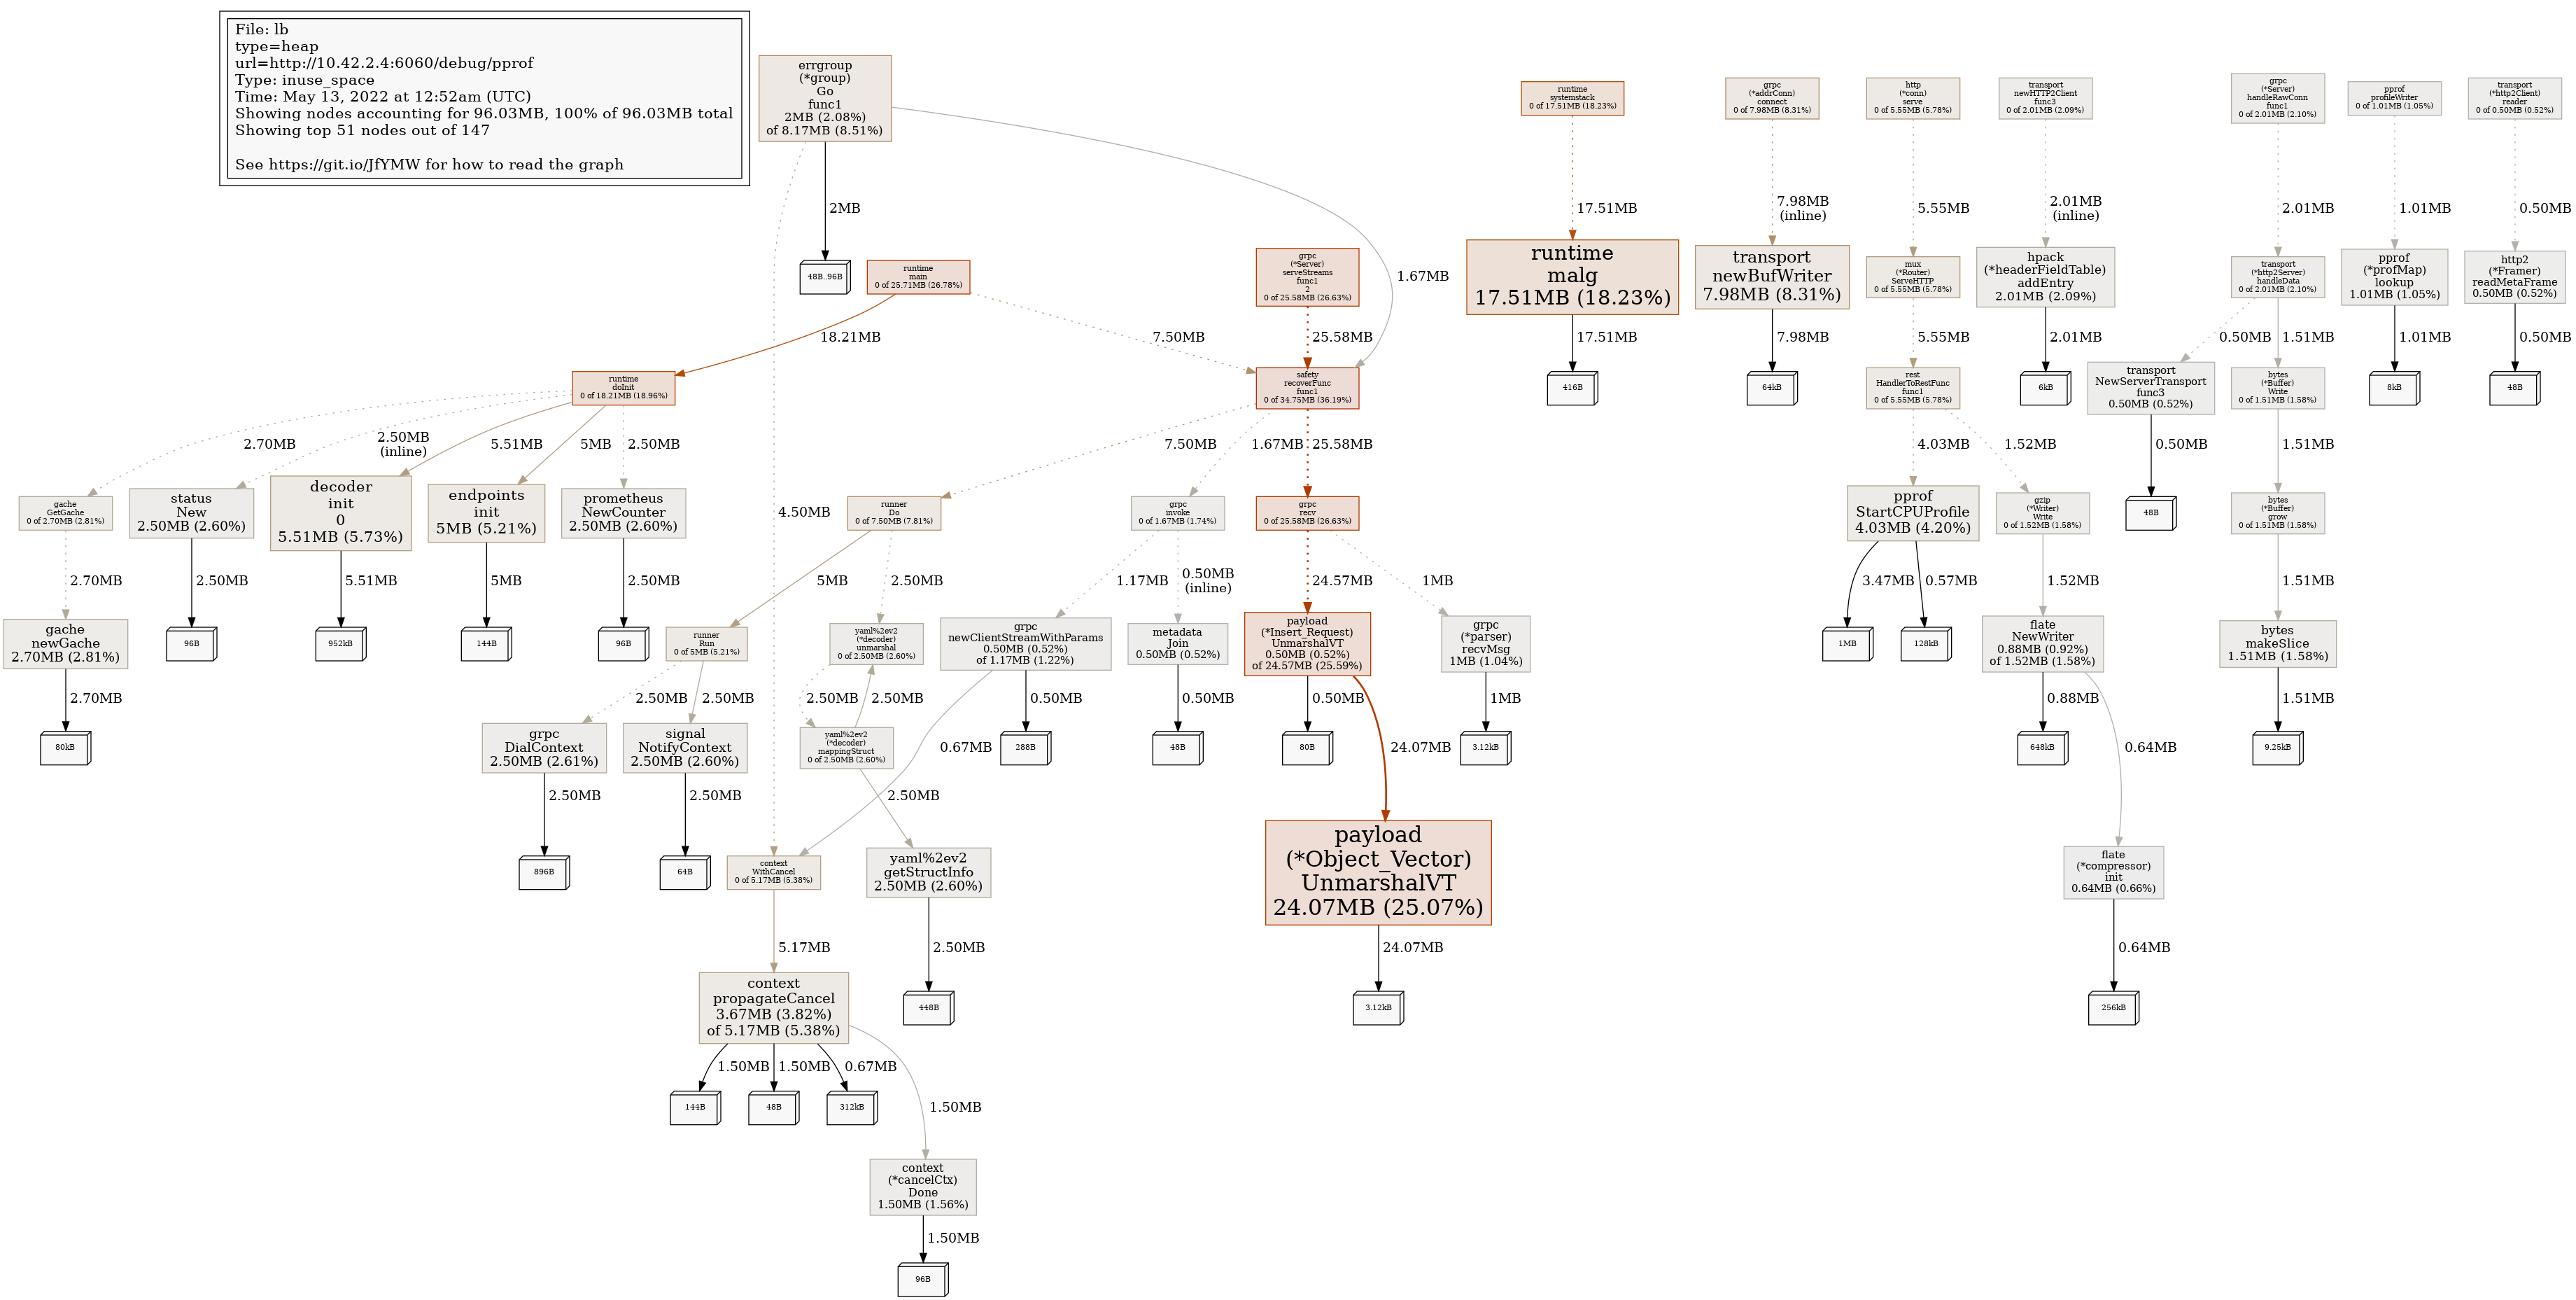 File: lb
type=heap
url=http://10.42.2.4:6060/debug/pprof
Type: inuse_space
Time: May 13, 2022 at 12:52am (UTC)
Showing nodes accounting for 96.03MB, 100% of 96.03MB total
Showing top 51 nodes out of 147
See https://git.io/JfYMW for how to read the graph
errgroup
(*group)
Go
func1
2MB (2.08%)
of 8.17MB (8.51%)
runtime
systemstack
0 of 17.51MB (18.23%)
grpc
(*addrConn)
connect
0 of 7.98MB (8.31%)
http
(*conn)
serve
0 of 5.55MB (5.78%)
transport
newHTTP2Client
func3
0 of 2.01MB (2.09%)
grpc
(*Server)
handleRawConn
func1
0 of 2.01MB (2.10%)
pprof
profileWriter
0 of 1.01MB (1.05%)
transport
(*http2Client)
reader
0 of 0.50MB (0.52%)
2MB
17.51MB
7.98MB
(inline)
5.55MB
2.01MB
(inline)
2.01MB
1.01MB
0.50MB
48B..96B
runtime
main
0 of 25.71MB (26.78%)
grpc
(*Server)
serveStreams
func1
2
0 of 25.58MB (26.63%)
1.67MB
runtime
malg
17.51MB (18.23%)
transport
newBufWriter
7.98MB (8.31%)
mux
(*Router)
ServeHTTP
0 of 5.55MB (5.78%)
hpack
(*headerFieldTable)
addEntry
2.01MB (2.09%)
transport
(*http2Server)
handleData
0 of 2.01MB (2.10%)
pprof
(*profMap)
lookup
1.01MB (1.05%)
http2
(*Framer)
readMetaFrame
0.50MB (0.52%)
18.21MB
7.50MB
25.58MB
17.51MB
7.98MB
5.55MB
2.01MB
0.50MB
1.51MB
1.01MB
0.50MB
runtime
doInit
0 of 18.21MB (18.96%)
safety
recoverFunc
func1
0 of 34.75MB (36.19%)
416B
64kB
rest
HandlerToRestFunc
func1
0 of 5.55MB (5.78%)
6kB
transport
NewServerTransport
func3
0.50MB (0.52%)
bytes
(*Buffer)
Write
0 of 1.51MB (1.58%)
8kB
48B
2.70MB
2.50MB
(inline)
5.51MB
5MB
2.50MB
7.50MB
1.67MB
25.58MB
4.03MB
1.52MB
0.50MB
1.51MB
gache
GetGache
0 of 2.70MB (2.81%)
status
New
2.50MB (2.60%)
decoder
init
0
5.51MB (5.73%)
endpoints
init
5MB (5.21%)
prometheus
NewCounter
2.50MB (2.60%)
4.50MB
runner
Do
0 of 7.50MB (7.81%)
grpc
invoke
0 of 1.67MB (1.74%)
grpc
recv
0 of 25.58MB (26.63%)
pprof
StartCPUProfile
4.03MB (4.20%)
gzip
(*Writer)
Write
0 of 1.52MB (1.58%)
48B
bytes
(*Buffer)
grow
0 of 1.51MB (1.58%)
2.70MB
2.50MB
5.51MB
5MB
2.50MB
5MB
2.50MB
1.17MB
0.50MB
(inline)
24.57MB
1MB
3.47MB
0.57MB
1.52MB
1.51MB
gache
newGache
2.70MB (2.81%)
96B
952kB
144B
96B
runner
Run
0 of 5MB (5.21%)
yaml%2ev2
(*decoder)
unmarshal
0 of 2.50MB (2.60%)
grpc
newClientStreamWithParams
0.50MB (0.52%)
of 1.17MB (1.22%)
metadata
Join
0.50MB (0.52%)
payload
(*Insert_Request)
UnmarshalVT
0.50MB (0.52%)
of 24.57MB (25.59%)
grpc
(*parser)
recvMsg
1MB (1.04%)
1MB
128kB
flate
NewWriter
0.88MB (0.92%)
of 1.52MB (1.58%)
bytes
makeSlice
1.51MB (1.58%)
2.70MB
2.50MB
2.50MB
2.50MB
2.50MB
0.50MB
0.50MB
0.50MB
1MB
0.88MB
1.51MB
80kB
grpc
DialContext
2.50MB (2.61%)
signal
NotifyContext
2.50MB (2.60%)
yaml%2ev2
(*decoder)
mappingStruct
0 of 2.50MB (2.60%)
0.67MB
288B
48B
80B
24.07MB
3.12kB
648kB
0.64MB
9.25kB
2.50MB
2.50MB
2.50MB
896B
64B
context
WithCancel
0 of 5.17MB (5.38%)
yaml%2ev2
getStructInfo
2.50MB (2.60%)
payload
(*Object_Vector)
UnmarshalVT
24.07MB (25.07%)
flate
(*compressor)
init
0.64MB (0.66%)
5.17MB
2.50MB
24.07MB
0.64MB
context
propagateCancel
3.67MB (3.82%)
of 5.17MB (5.38%)
448B
3.12kB
256kB
1.50MB
1.50MB
0.67MB
144B
48B
312kB
1.50MB
context
(*cancelCtx)
Done
1.50MB (1.56%)
1.50MB
96B